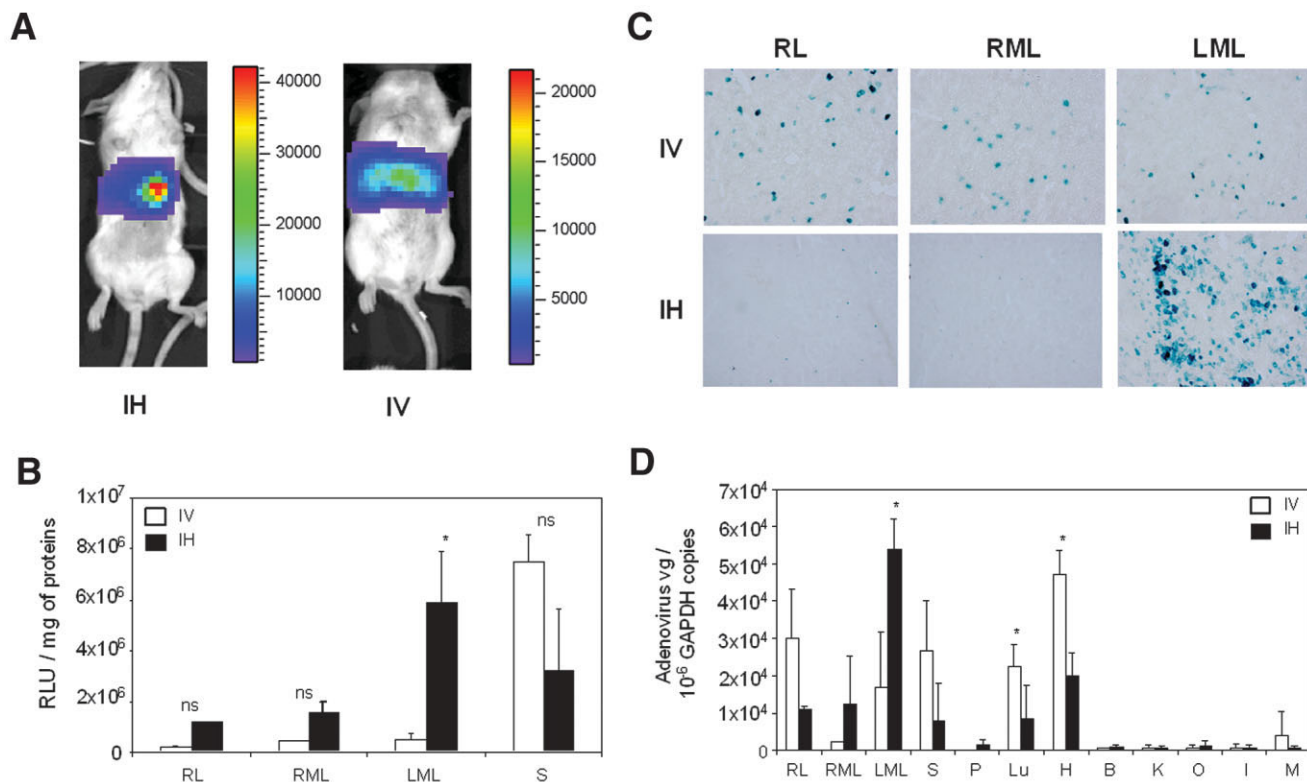 A
40000
30000
20000
10000
IH
20000
15000
10000
5000
IV
C
RL RML LML
IV
IH
B
RLU / mg of proteins
1x10⁷
8x10⁶
6x10⁶
4x10⁶
2x10⁶
0
IV
IH
ns
ns
*
ns
RL RML LML S
D
Adenovirus vg /
10⁻⁶ GAPDH copies
7x10⁴
6x10⁴
5x10⁴
4x10⁴
3x10⁴
2x10⁴
1x10⁴
0
IV
IH
*
*
*
RL RML LML S P Lu H B K O I M